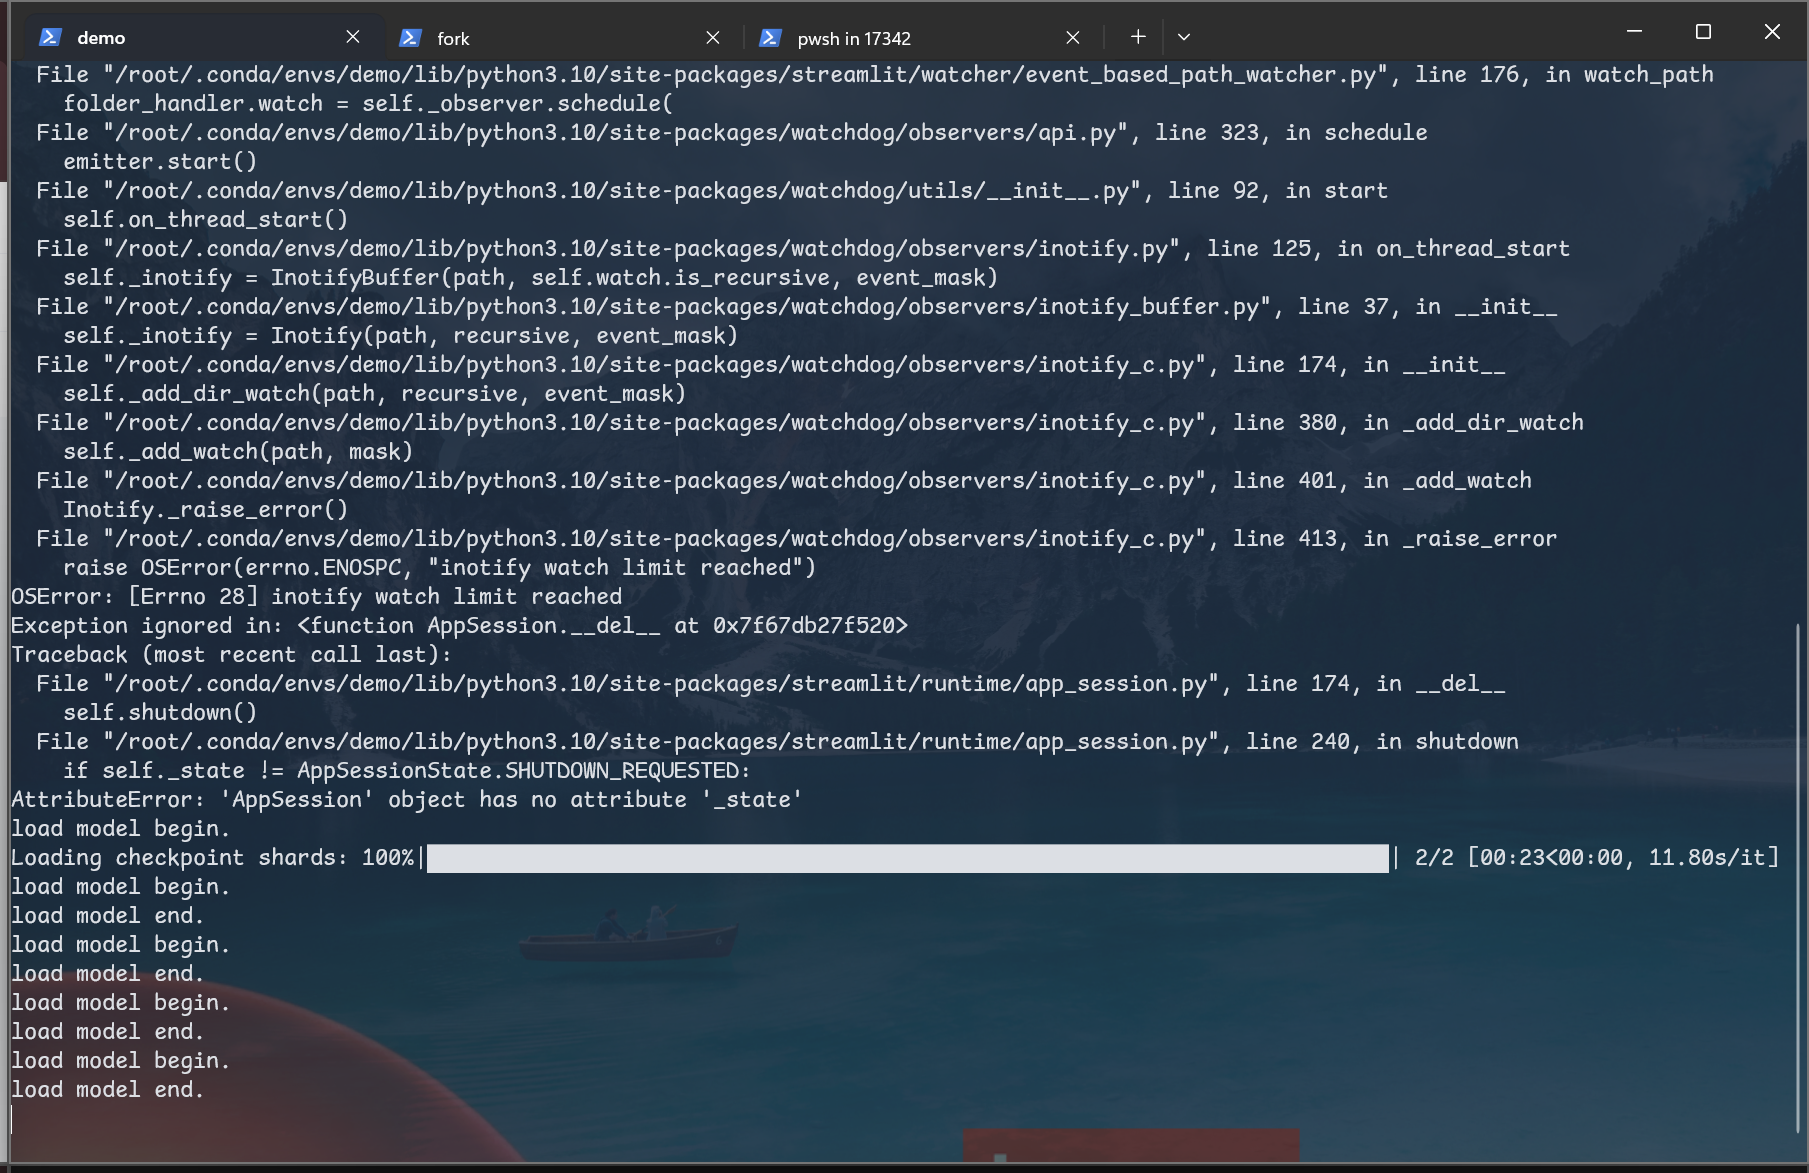 demo
fork
pwsh in 17342
File "/root/.conda/envs/demo/lib/python3.10/site-packages/streamlit/watcher/event_based_path_watcher.py", line 176, in watch_path
folder_handler.watch = self._observer.schedule(
File "/root/.conda/envs/demo/lib/python3.10/site-packages/watchdog/observers/api.py", line 323, in schedule
emitter.start()
File "/root/.conda/envs/demo/lib/python3.10/site-packages/watchdog/utils/__init__.py", line 92, in start
self.on_thread_start()
File "/root/.conda/envs/demo/lib/python3.10/site-packages/watchdog/observers/inotify.py", line 125, in on_thread_start
self._inotify = InotifyBuffer(path, self.watch.is_recursive, event_mask)
File "/root/.conda/envs/demo/lib/python3.10/site-packages/watchdog/observers/inotify_buffer.py", line 37, in __init__
self._inotify = Inotify(path, recursive, event_mask)
File "/root/.conda/envs/demo/lib/python3.10/site-packages/watchdog/observers/inotify_c.py", line 174, in __init__
self._add_dir_watch(path, recursive, event_mask)
File "/root/.conda/envs/demo/lib/python3.10/site-packages/watchdog/observers/inotify_c.py", line 380, in _add_dir_watch
self._add_watch(path, mask)
File "/root/.conda/envs/demo/lib/python3.10/site-packages/watchdog/observers/inotify_c.py", line 401, in _add_watch
Inotify._raise_error()
File "/root/.conda/envs/demo/lib/python3.10/site-packages/watchdog/observers/inotify_c.py", line 413, in _raise_error
raise OSError(errno.ENOSPC, "inotify watch limit reached")
OSError: [Errno 28] inotify watch limit reached
Exception ignored in: <function AppSession.__del__ at 0x7f67db27f520>
Traceback (most recent call last):
File "/root/.conda/envs/demo/lib/python3.10/site-packages/streamlit/runtime/app_session.py", line 174, in __del__
self.shutdown()
File "/root/.conda/envs/demo/lib/python3.10/site-packages/streamlit/runtime/app_session.py", line 240, in shutdown
if self._state != AppSessionState.SHUTDOWN_REQUESTED:
AttributeError: 'AppSession' object has no attribute '_state'
load model begin.
Loading checkpoint shards: 100%| | 2/2 [00:23<00:00, 11.80s/it]
load model begin.
load model end.
load model begin.
load model end.
load model begin.
load model end.
load model begin.
load model end.